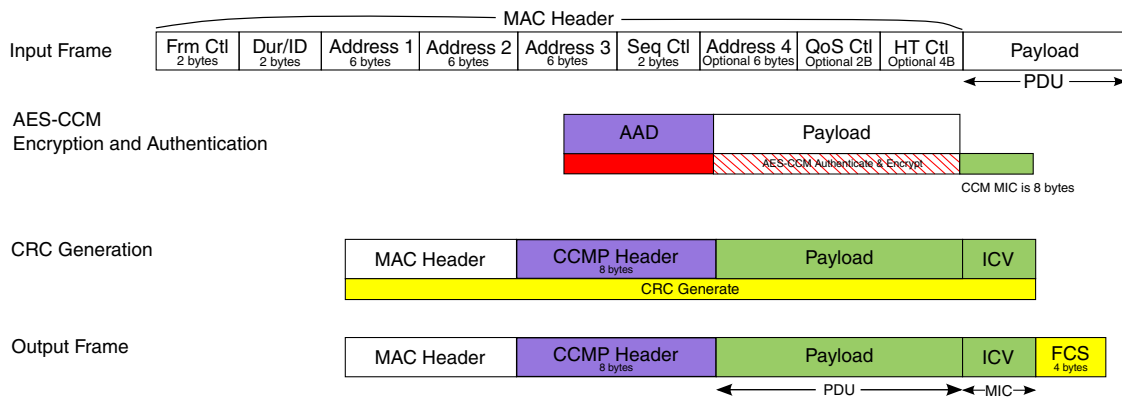 MAC Header
Input Frame
Frm Ctl
2 bytes
Dur/ID
2 bytes
Address 1
6 bytes
Address 2
6 bytes
Address 3
6 bytes
Seq Ctl
2 bytes
Address 4
Optional 6 bytes
QoS Ctl
Optional 2B
HT Ctl
Optional 4B
Payload
PDU
AES-CCM
Encryption and Authentication
AAD
Payload
AES-CCM Authenticate & Encrypt
CCM MIC is 8 bytes
CRC Generation
MAC Header
CCMP Header
8 bytes
Payload
ICV
CRC Generate
Output Frame
MAC Header
CCMP Header
8 bytes
Payload
ICV
FCS
4 bytes
PDU
MIC